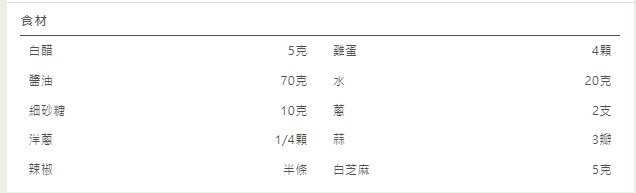 食材
白醋 5克 雞蛋 4顆
醬油 70克 水 20克
細砂糖 10克 蔥 2支
洋蔥 1/4顆 蒜 3瓣
辣椒 半條 白芝麻 5克